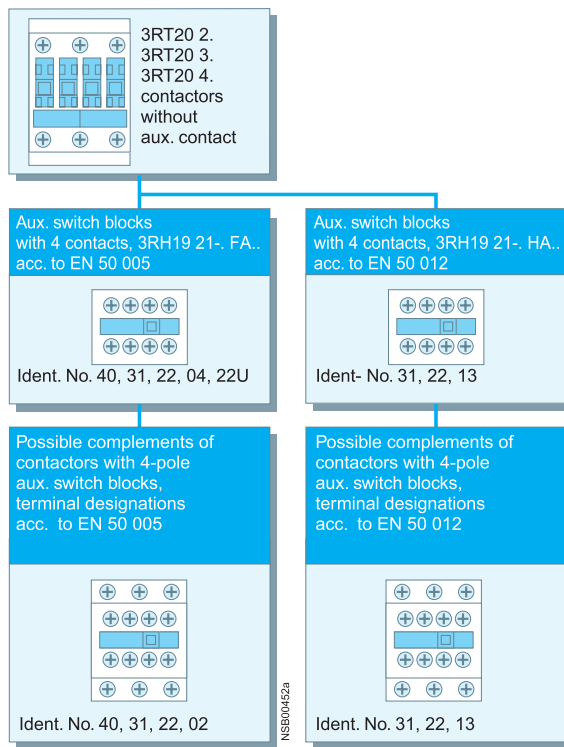 3RT20 2.
3RT20 3.
3RT20 4.
contactors
without
aux. contact
Aux. switch blocks
with 4 contacts, 3RH19 21-. FA..
acc. to EN 50 005
Ident. No. 40, 31, 22, 04, 22U
Aux. switch blocks
with 4 contacts, 3RH19 21-. HA..
acc. to EN 50 012
Ident- No. 31, 22, 13
Possible complements of
contactors with 4-pole
aux. switch blocks,
terminal designations
acc. to EN 50 005
Ident. No. 40, 31, 22, 02
Possible complements of
contactors with 4-pole
aux. switch blocks,
terminal designations
acc. to EN 50 012
Ident. No. 31, 22, 13
NSB00452a